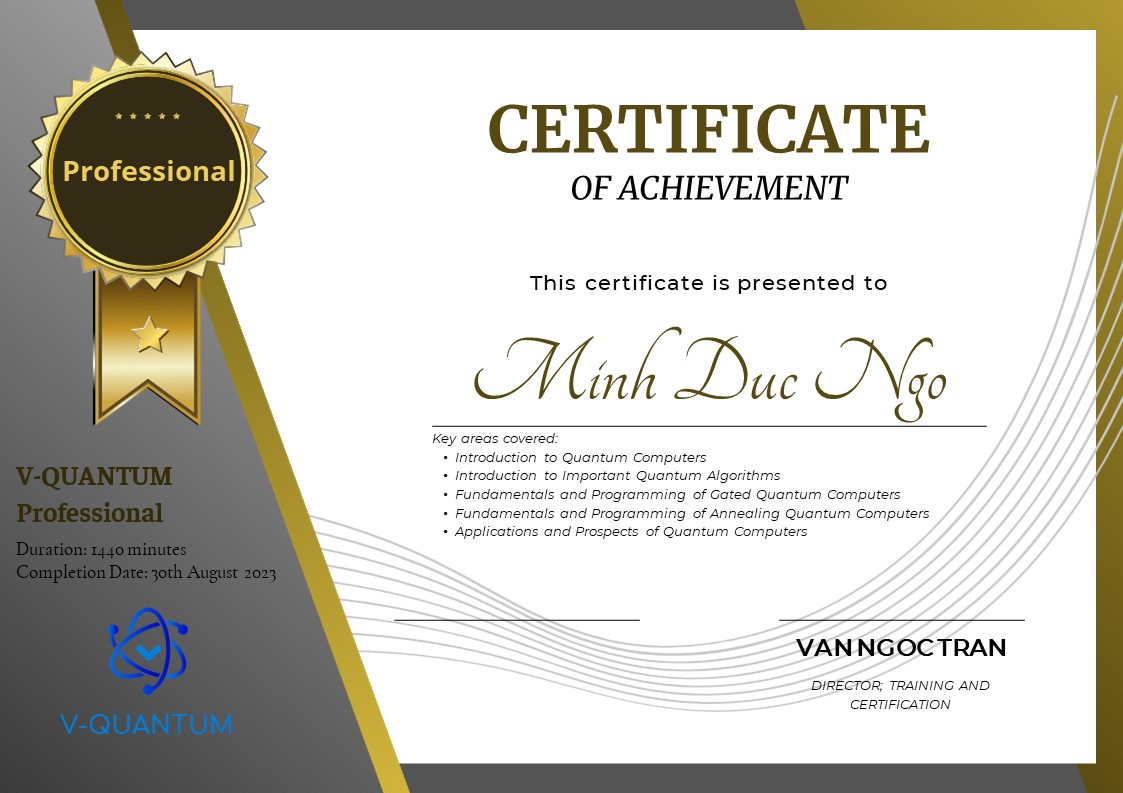 Professional
CERTIFICATE
OF ACHIEVEMENT
This certificate is presented to
Minh Duc Ngo
Key areas covered:
• Introduction to Quantum Computers
• Introduction to Important Quantum Algorithms
• Fundamentals and Programming of Gated Quantum Computers
• Fundamentals and Programming of Annealing Quantum Computers
• Applications and Prospects of Quantum Computers
V-QUANTUM
Professional
Duration: 1440 minutes
Completion Date: 30th August 2023
V-QUANTUM
VAN NGOC TRAN
DIRECTOR; TRAINING AND
CERTIFICATION